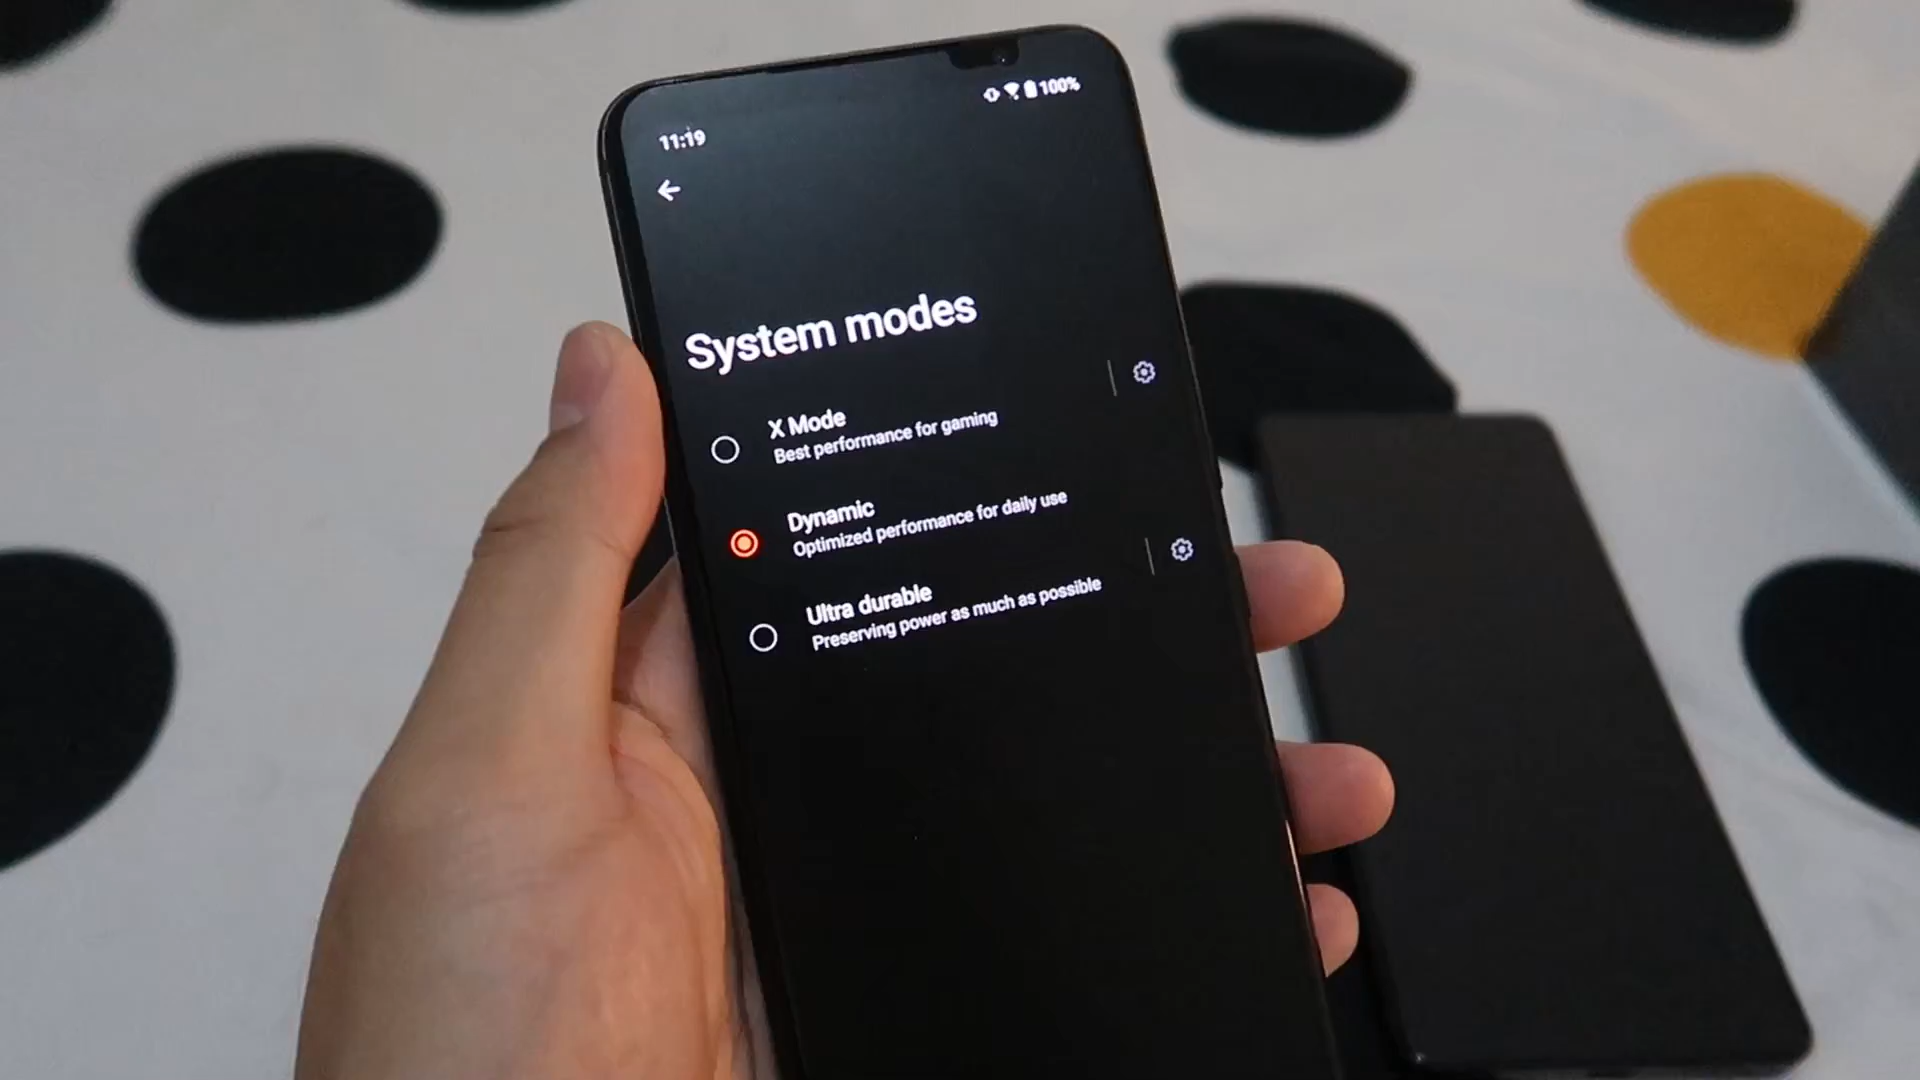 100%
11:19
System modes
X Mode
Best performance for gaming
Dynamic
Optimized performance for daily use
Ultra durable
Preserving power as much as possible